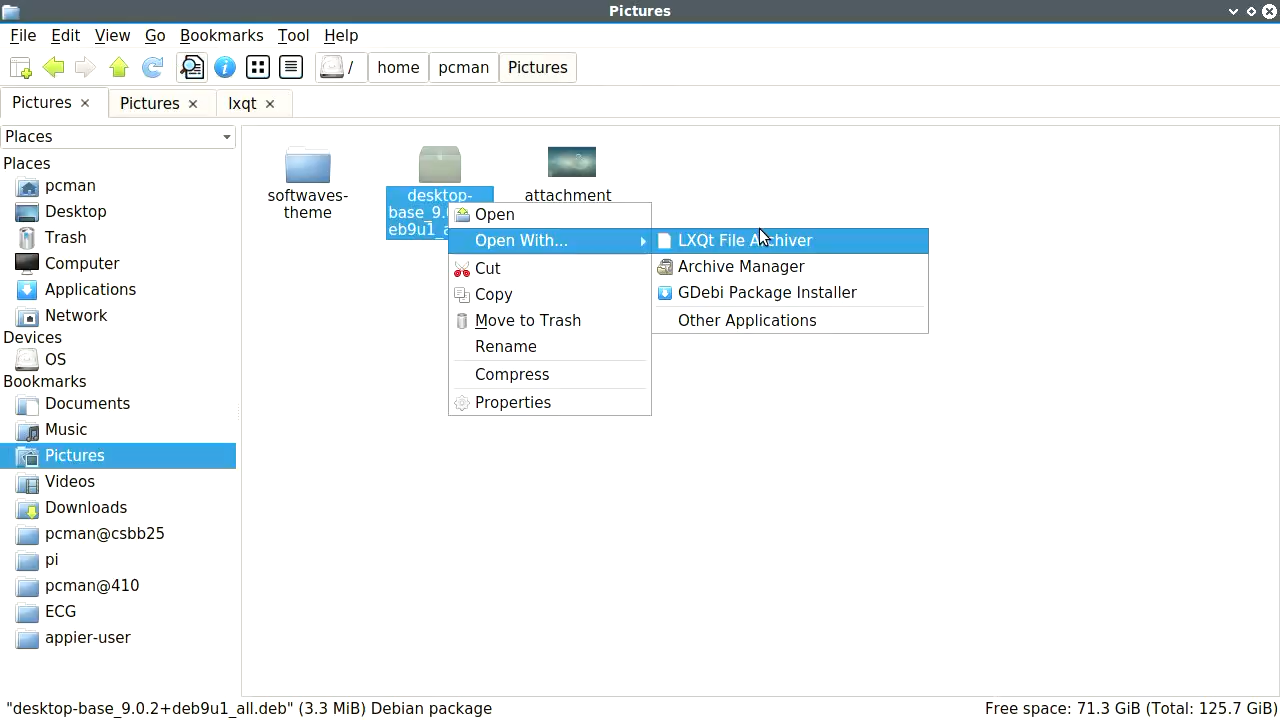 Pictures
File Edit View Go Bookmarks Tool Help
/ home pcman Pictures
Pictures Pictures lxqt
Places
Places
pcman
Desktop
Trash
Computer
Applications
Network
Devices
OS
Bookmarks
Documents
Music
Pictures
Videos
Downloads
pcman@csbb25
pi
pcman@410
ECG
appier-user
softwaves-
theme
desktop-
base_9.
eb9u1_a
attachment
Open
Open With...
Cut
Copy
Move to Trash
Rename
Compress
Properties
LXQt File Archiver
Archive Manager
GDebi Package Installer
Other Applications
"desktop-base_9.0.2+deb9u1_all.deb" (3.3 MiB) Debian package
Free space: 71.3 GiB (Total: 125.7 GiB)